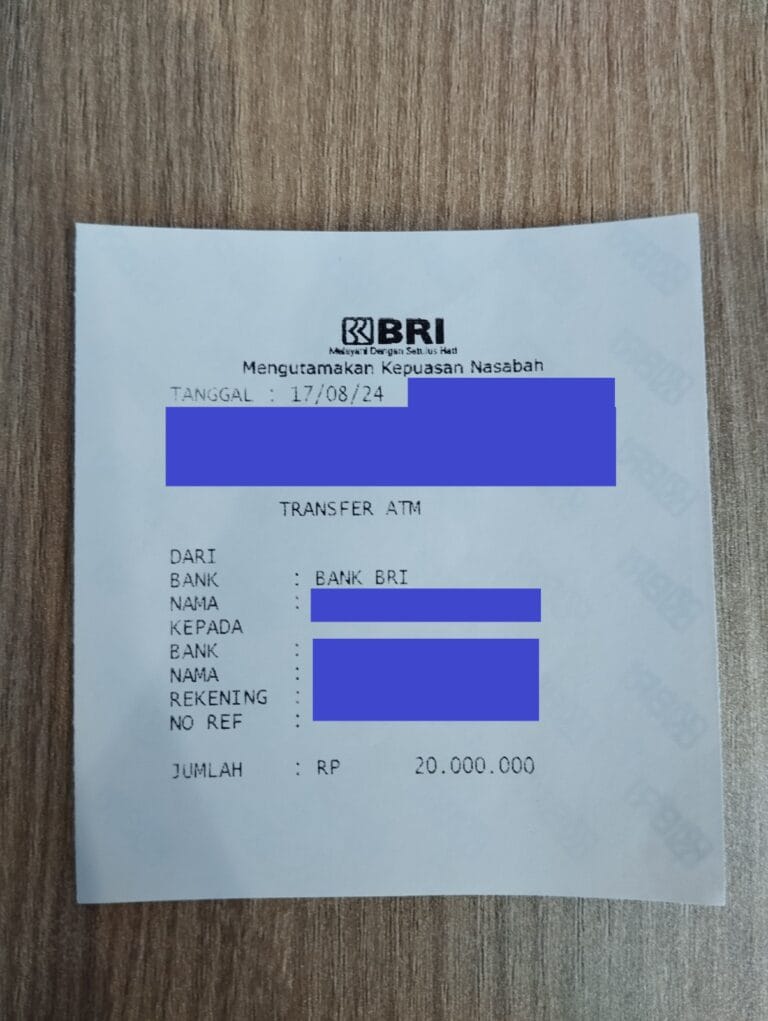 BRI
Melayani Dengan Setulus Hati
Mengutamakan Kepuasan Nasabah
TANGGAL : 17/08/24
TRANSFER ATM
DARI
BANK : BANK BRI
NAMA :
KEPADA
BANK :
NAMA :
REKENING :
NO REF :
JUMLAH : RP 20.000.000